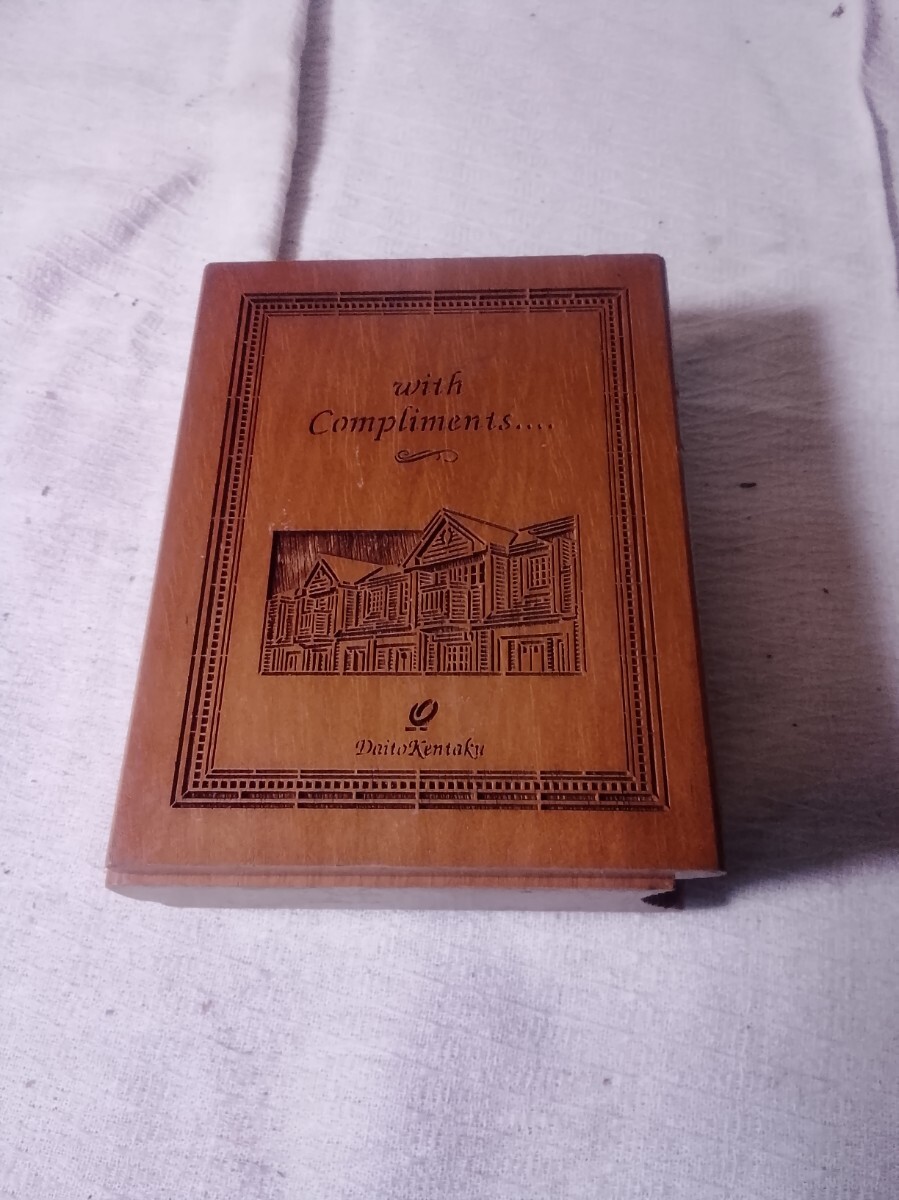 with
Compliments....
DaitoKentaku